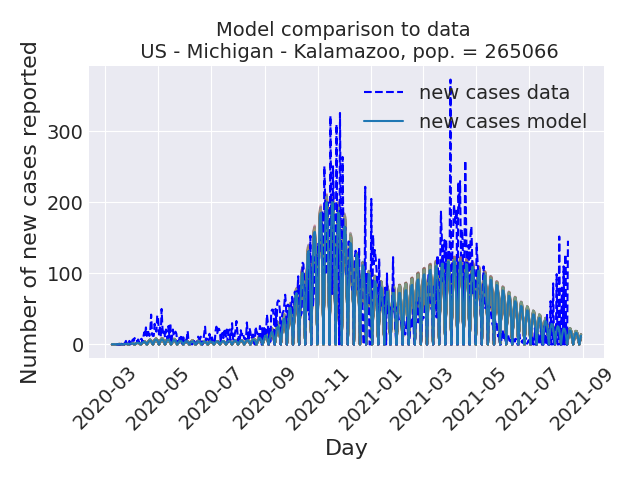 Model comparison to data
US - Michigan - Kalamazoo, pop. = 265066
Number of new cases reported
300
200
100
0
new cases data
new cases model
2020-03
2020-05
2020-07
2020-09
2020-11
2021-01
2021-03
2021-05
2021-07
2021-09
Day